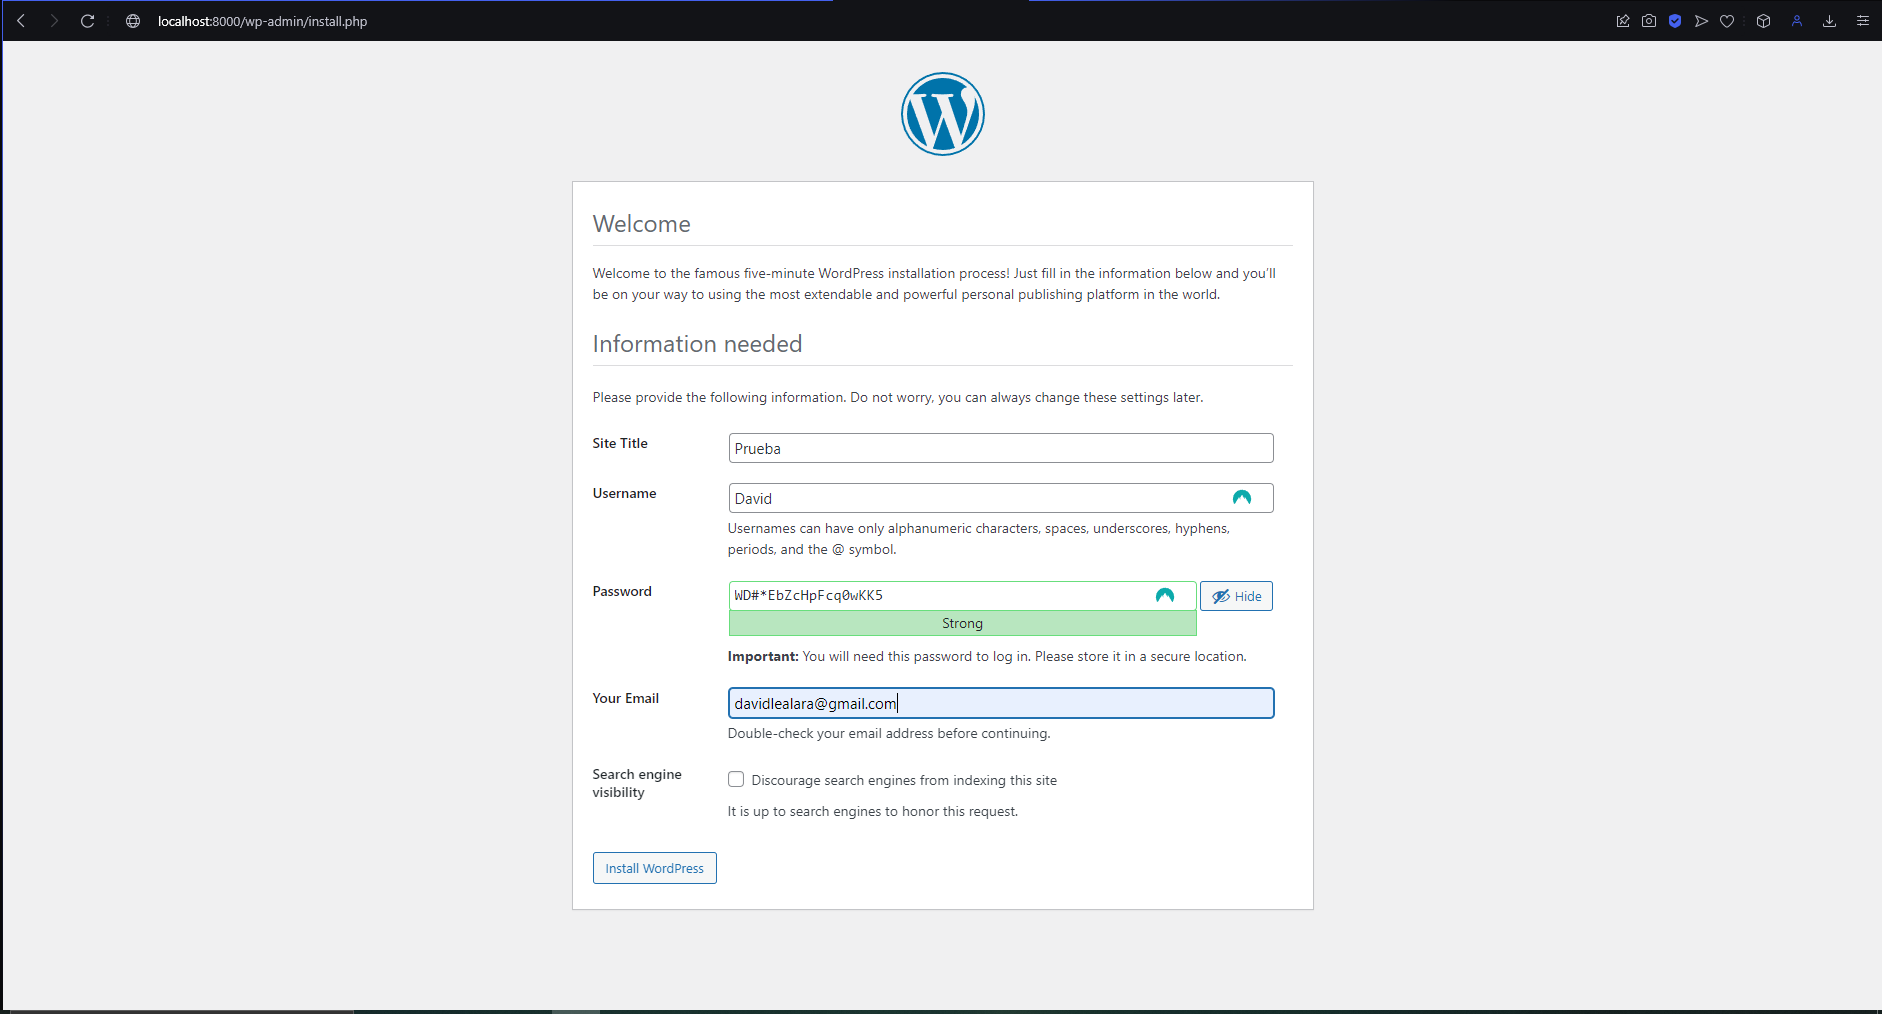 localhost:8000/wp-admin/install.php
Welcome
Welcome to the famous five-minute WordPress installation process! Just fill in the information below and you'll
be on your way to using the most extendable and powerful personal publishing platform in the world.
Information needed
Please provide the following information. Do not worry, you can always change these settings later.
Site Title
Prueba
Username
David
Usernames can have only alphanumeric characters, spaces, underscores, hyphens,
periods, and the @ symbol.
Password
WD#*EbZcHpFcq0wKK5
Hide
Strong
Important: You will need this password to log in. Please store it in a secure location.
Your Email
davidlealara@gmail.com
Double-check your email address before continuing.
Search engine
visibility
Discourage search engines from indexing this site
It is up to search engines to honor this request.
Install WordPress